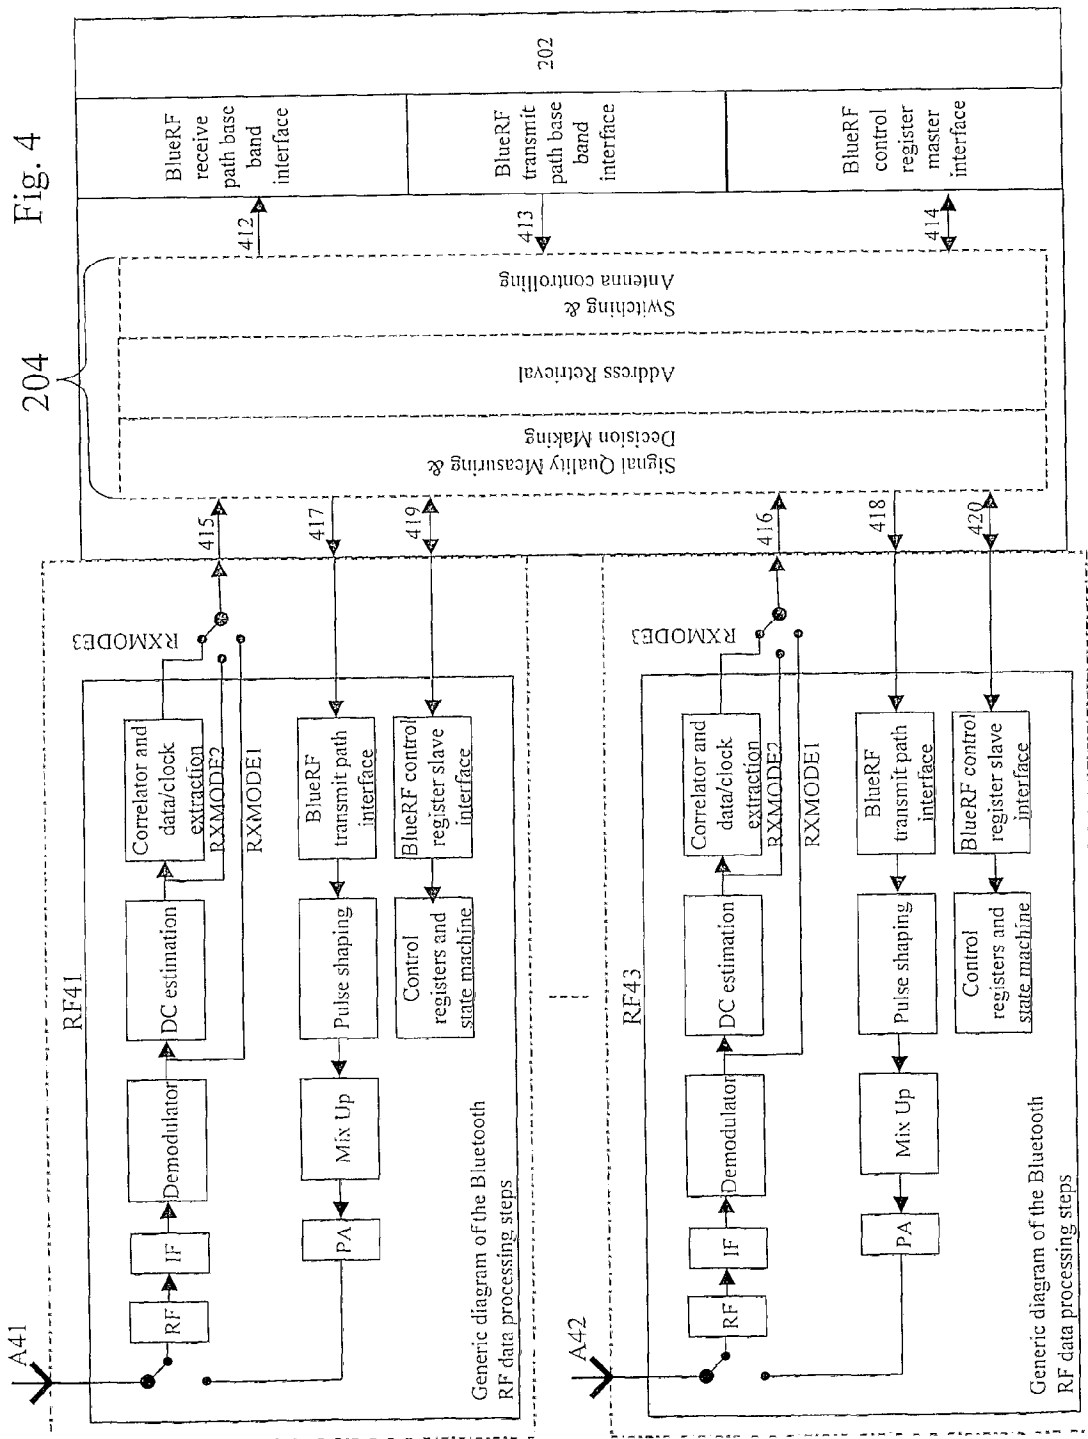 Fig. 4
204
202
BlueRF
receive
path base
band
interface
BlueRF
transmit
path base
band
interface
BlueRF
control
register
master
interface
412
413
414
Switching &
Antenna controlling
Address Retrieval
Signal Quality Measuring &
Decision Making
415
417
419
416
418
420
A41
RF41
RF
IF
Demodulator
DC estimation
Correlator and
data/clock
extraction
RXMODE2
RXMODE1
RXMODE3
PA
Mix Up
Pulse shaping
BlueRF
transmit path
interface
Control
registers and
state machine
BlueRF control
register slave
interface
Generic diagram of the Bluetooth
RF data processing steps
A42
RF43
RF
IF
Demodulator
DC estimation
Correlator and
data/clock
extraction
RXMODE2
RXMODE1
RXMODE3
PA
Mix Up
Pulse shaping
BlueRF
transmit path
interface
Control
registers and
state machine
BlueRF control
register slave
interface
Generic diagram of the Bluetooth
RF data processing steps